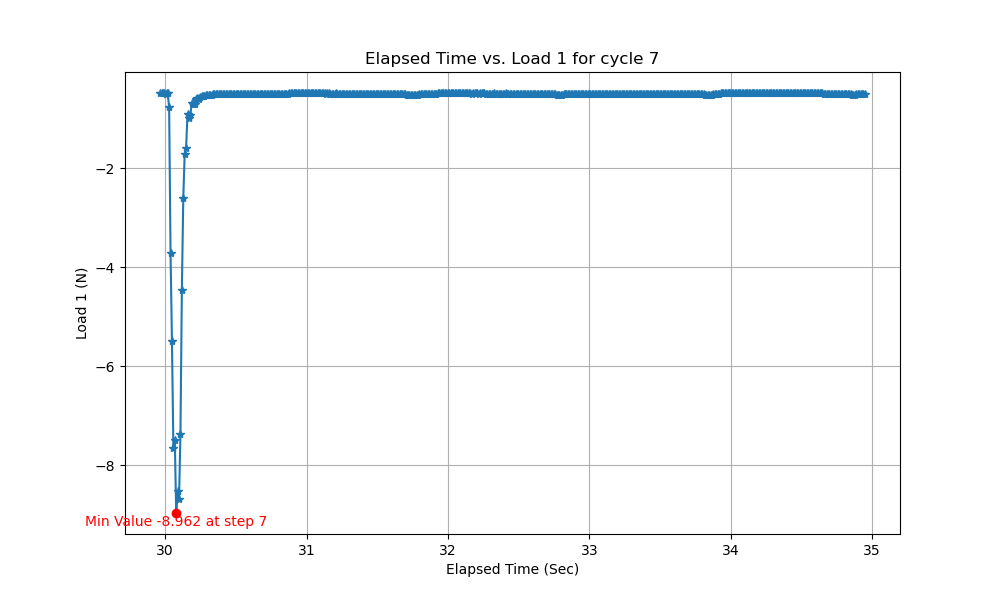 Elapsed Time vs. Load 1 for cycle 7
Load 1 (N)
−2
−4
−6
−8
Min Value -8.962 at step 7
30
31
32
33
34
35
Elapsed Time (Sec)